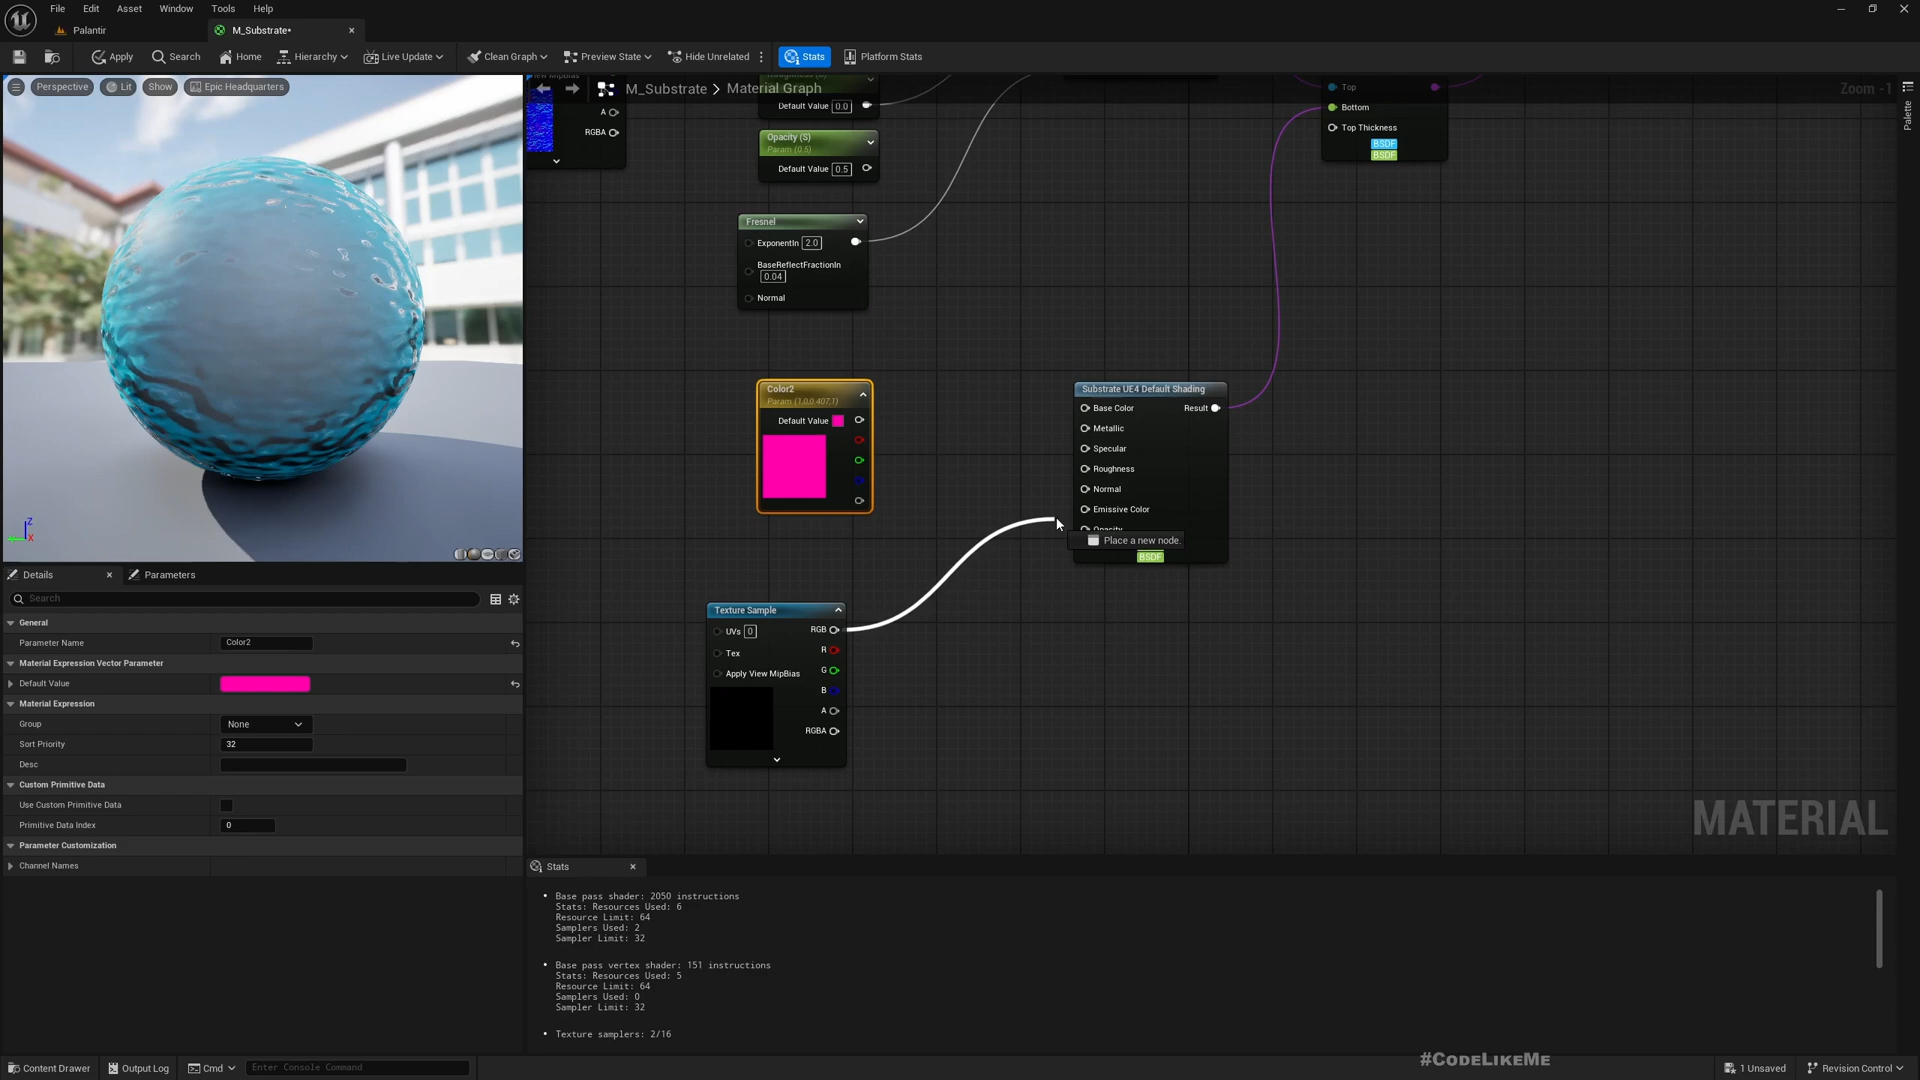 File Edit Asset Window Tools Help
Palantir
M_Substrate•
Apply Search Home Hierarchy Live Update Clean Graph Preview State Hide Unrelated Stats Platform Stats
Perspective Lit Show Epic Headquarters
M_Substrate > Material Graph
Zoom -1
Palette
A
RGBA
Default Value 0.0
Opacity (S)
Param (0.5)
Default Value 0.5
Top
Bottom
Top Thickness
BSDF
BSDF
Fresnel
ExponentIn 2.0
BaseReflectFractionIn
0.04
Normal
Color2
Param (1,0,0.407,1)
Default Value
Substrate UE4 Default Shading
Base Color Result
Metallic
Specular
Roughness
Normal
Emissive Color
Opacity
Place a new node.
BSDF
Texture Sample
UVs 0 RGB
Tex R
G
Apply View MipBias
B
A
RGBA
MATERIAL
Z
X
Details
Parameters
Search
General
Parameter Name Color2
Material Expression Vector Parameter
Default Value
Material Expression
Group None
Sort Priority 32
Desc
Custom Primitive Data
Use Custom Primitive Data
Primitive Data Index 0
Parameter Customization
Channel Names
Stats
• Base pass shader: 2050 instructions
Stats: Resources Used: 6
Resource Limit: 64
Samplers Used: 2
Sampler Limit: 32
• Base pass vertex shader: 151 instructions
Stats: Resources Used: 5
Resource Limit: 64
Samplers Used: 0
Sampler Limit: 32
• Texture samplers: 2/16
#CODELIKEME
Content Drawer Output Log Cmd Enter Console Command 1 Unsaved Revision Control